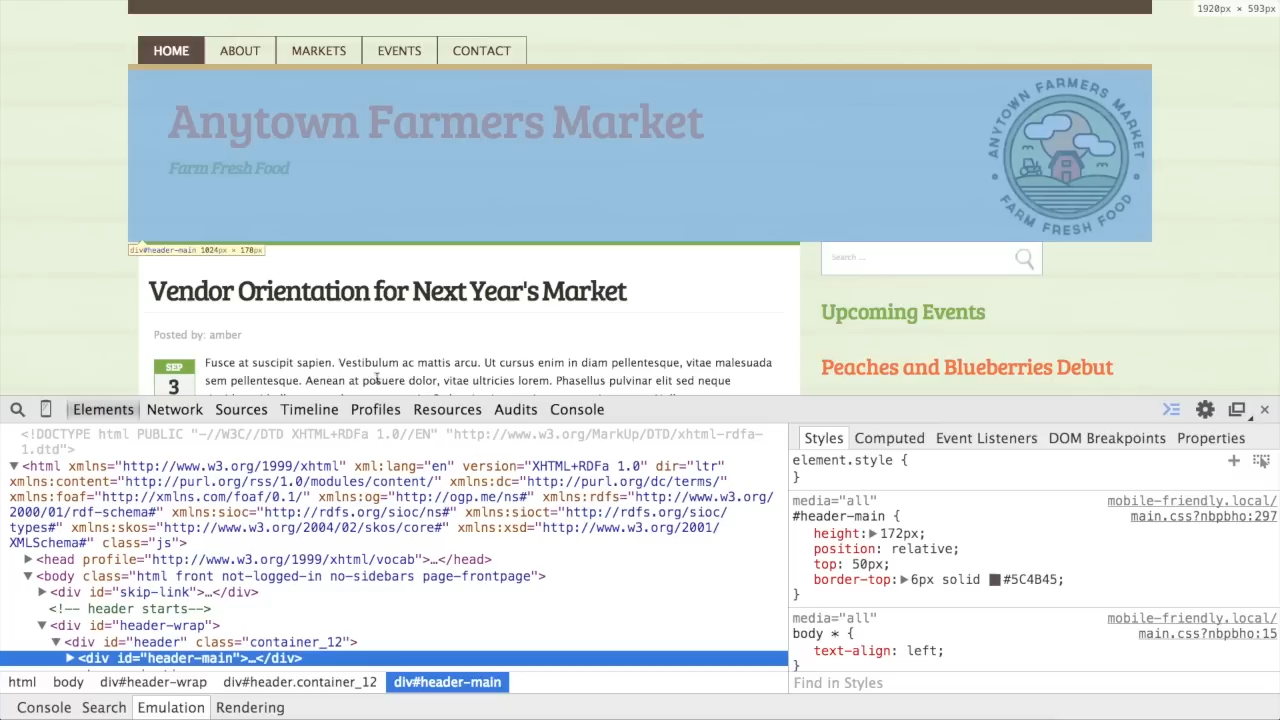 1920px × 593px
HOME ABOUT MARKETS EVENTS CONTACT
Anytown Farmers Market
Farm Fresh Food
ANYTOWN FARMERS MARKET
FARM FRESH FOOD
div#header-main 1024px × 178px
Search ...
Vendor Orientation for Next Year's Market
Upcoming Events
Posted by: amber
Peaches and Blueberries Debut
SEP
3
Fusce at suscipit sapien. Vestibulum ac mattis arcu. Ut cursus enim in diam pellentesque, vitae malesuada
sem pellentesque. Aenean at posuere dolor, vitae ultricies lorem. Phasellus pulvinar elit sed neque
Elements Network Sources Timeline Profiles Resources Audits Console
<!DOCTYPE html PUBLIC "-//W3C//DTD XHTML+RDFa 1.0//EN" "http://www.w3.org/MarkUp/DTD/xhtml-rdfa-
1.dtd">
▼<html xmlns="http://www.w3.org/1999/xhtml" xml:lang="en" version="XHTML+RDFa 1.0" dir="ltr"
xmlns:content="http://purl.org/rss/1.0/modules/content/" xmlns:dc="http://purl.org/dc/terms/"
xmlns:foaf="http://xmlns.com/foaf/0.1/" xmlns:og="http://ogp.me/ns#" xmlns:rdfs="http://www.w3.org/
2000/01/rdf-schema#" xmlns:sioc="http://rdfs.org/sioc/ns#" xmlns:sioct="http://rdfs.org/sioc/
types#" xmlns:skos="http://www.w3.org/2004/02/skos/core#" xmlns:xsd="http://www.w3.org/2001/
XMLSchema#" class="js">
▶<head profile="http://www.w3.org/1999/xhtml/vocab">…</head>
▼<body class="html front not-logged-in no-sidebars page-frontpage">
▶<div id="skip-link">…</div>
<!-- header starts-->
▼<div id="header-wrap">
▼<div id="header" class="container_12">
▶<div id="header-main">…</div>
html body div#header-wrap div#header.container_12 div#header-main
Styles Computed Event Listeners DOM Breakpoints Properties
element.style {
}
media="all" mobile-friendly.local/
#header-main { main.css?nbpbho:297
height:▶172px;
position: relative;
top: 50px;
border-top:▶6px solid #5C4B45;
}
media="all" mobile-friendly.local/
body * { main.css?nbpbho:15
text-align: left;
}
Find in Styles
Console Search Emulation Rendering